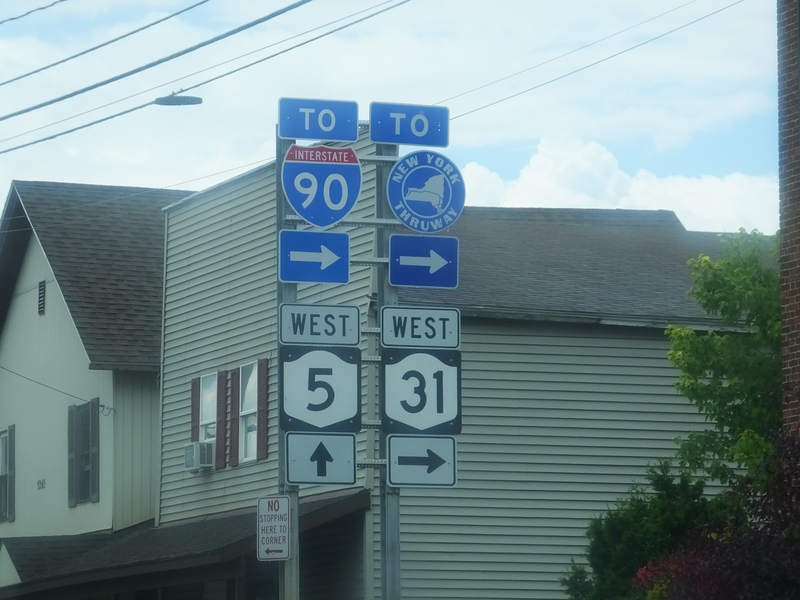 TO
INTERSTATE
90
TO
NEW YORK
THRUWAY
WEST
5
WEST
31
NO
STOPPING
HERE TO
CORNER